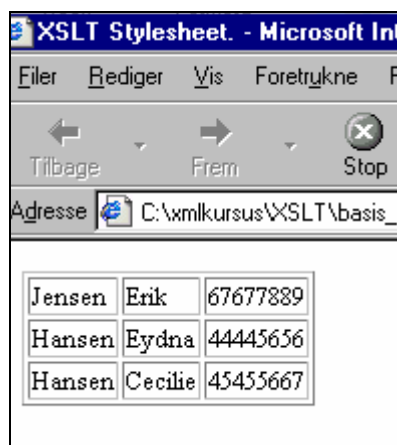 XSLT Stylesheet. - Microsoft Int
Filer Rediger Vis Foretrukne F
Tilbage Frem Stop
Adresse C:\xmlkursus\XSLT\basis_
Jensen Erik 67677889
Hansen Eydna 44445656
Hansen Cecilie 45455667